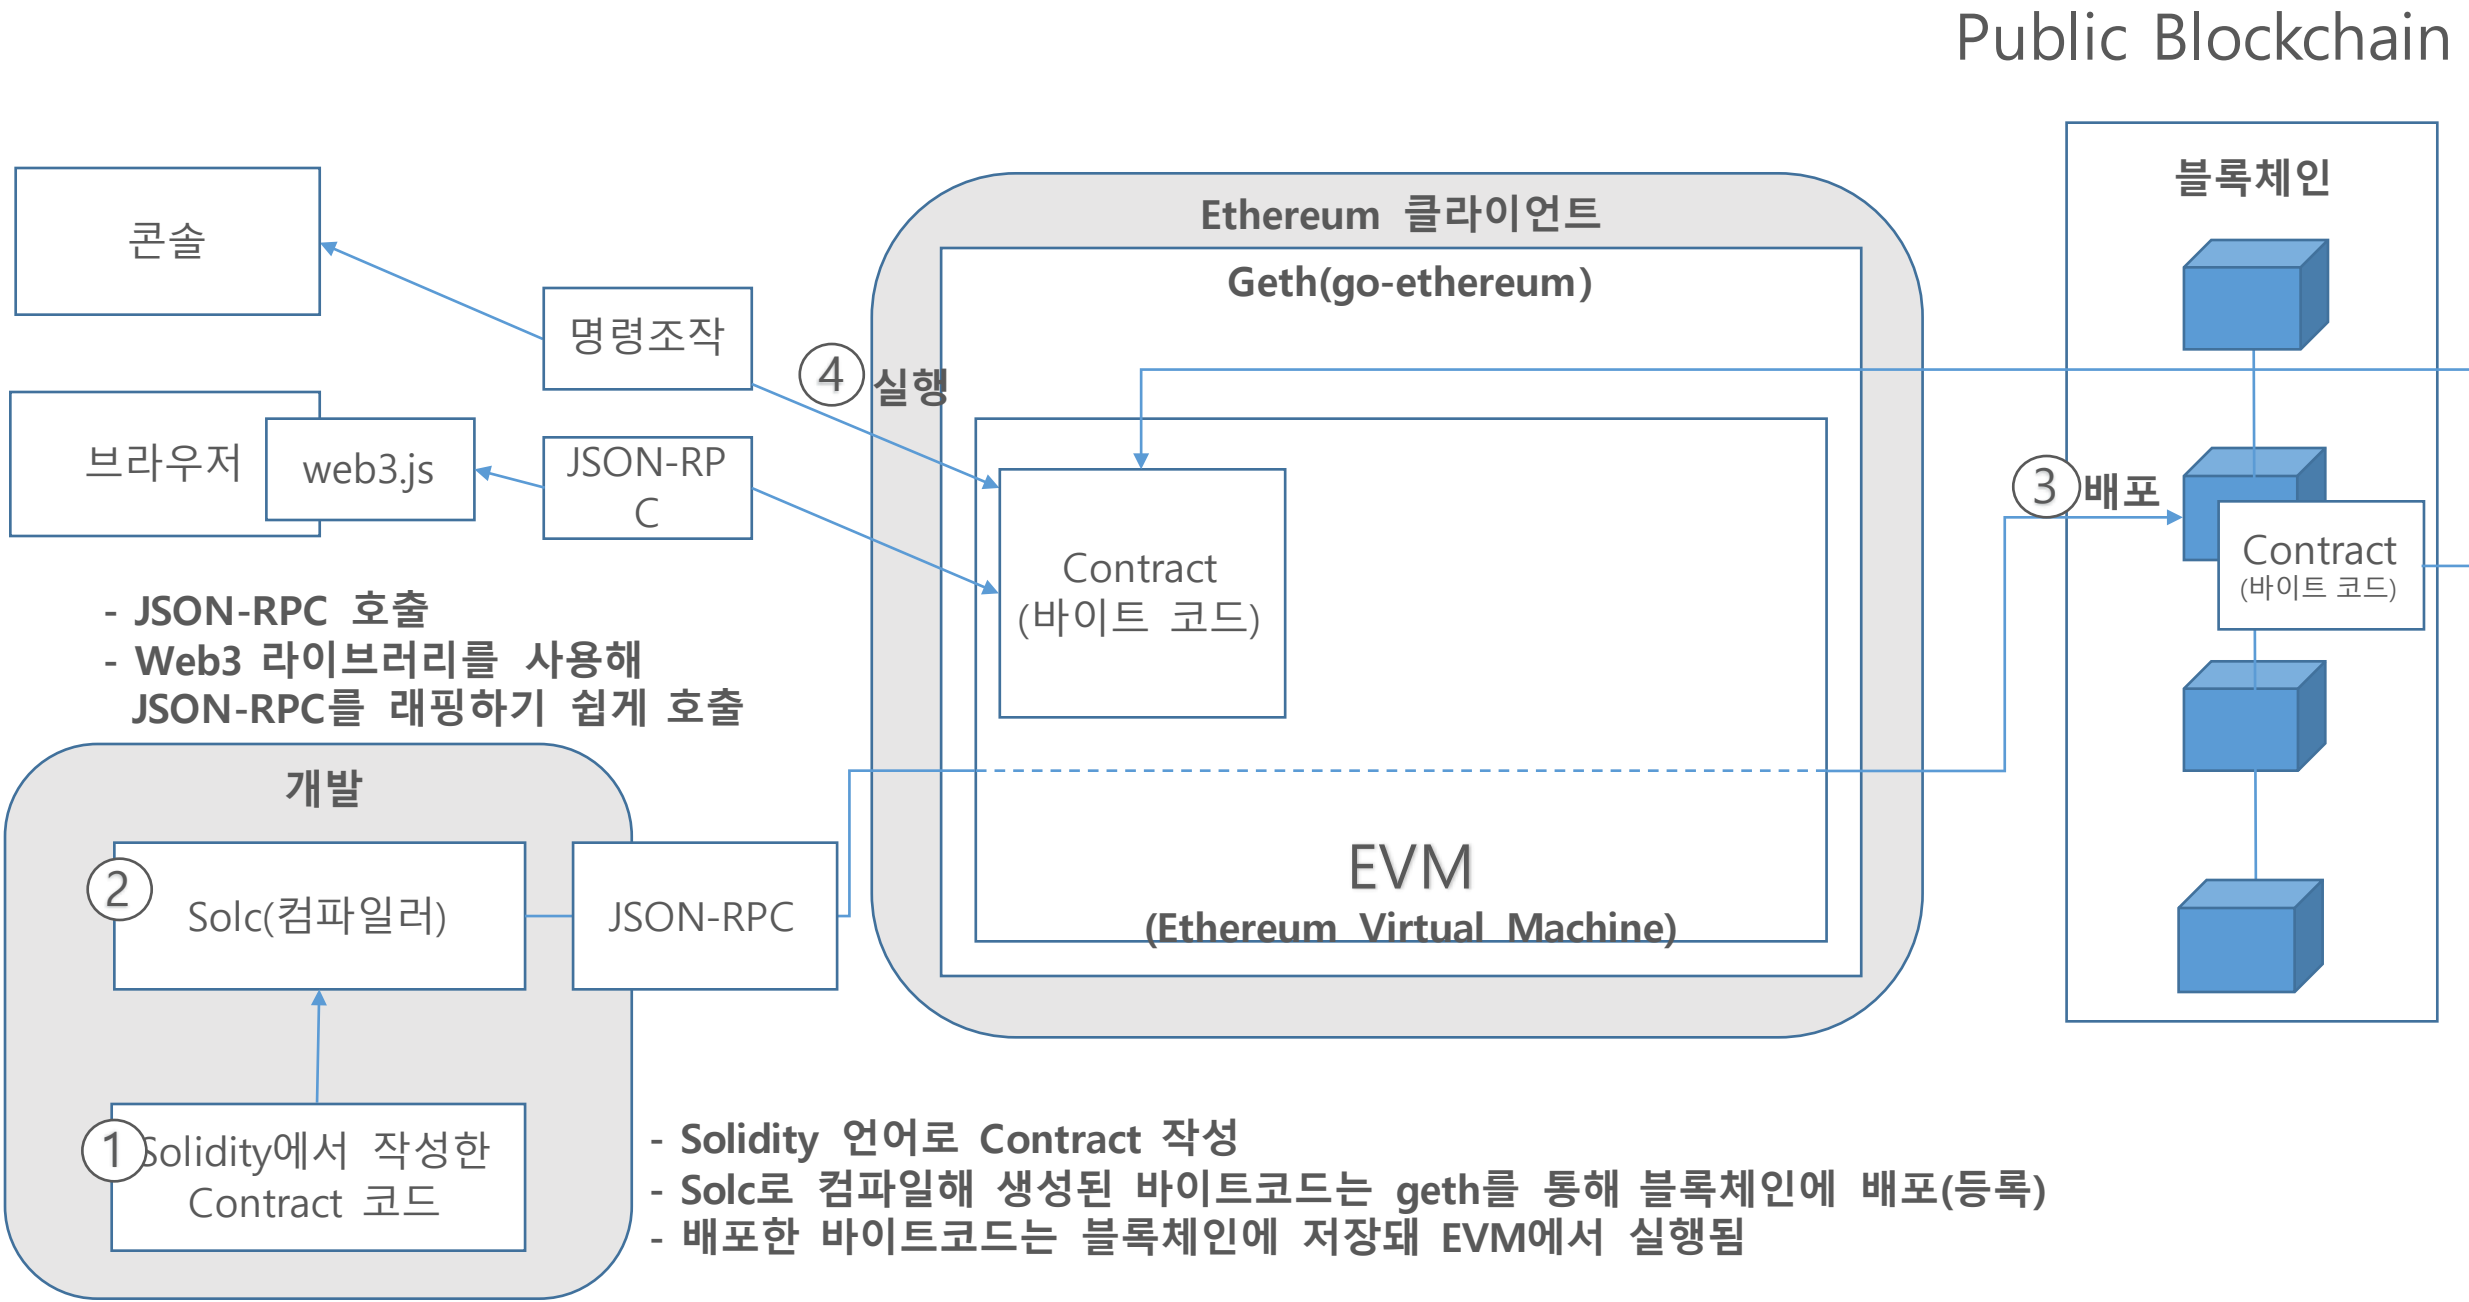 Public Blockchain
콘솔
명령조작
브라우저
web3.js
JSON-RP
C
- JSON-RPC 호출
- Web3 라이브러리를 사용해
JSON-RPC를 래핑하기 쉽게 호출
④ 실행
Ethereum 클라이언트
Geth(go-ethereum)
Contract
(바이트 코드)
EVM
(Ethereum Virtual Machine)
블록체인
③ 배포
Contract
(바이트 코드)
개발
②
Solc(컴파일러)
JSON-RPC
①
Solidity에서 작성한
Contract 코드
- Solidity 언어로 Contract 작성
- Solc로 컴파일해 생성된 바이트코드는 geth를 통해 블록체인에 배포(등록)
- 배포한 바이트코드는 블록체인에 저장돼 EVM에서 실행됨